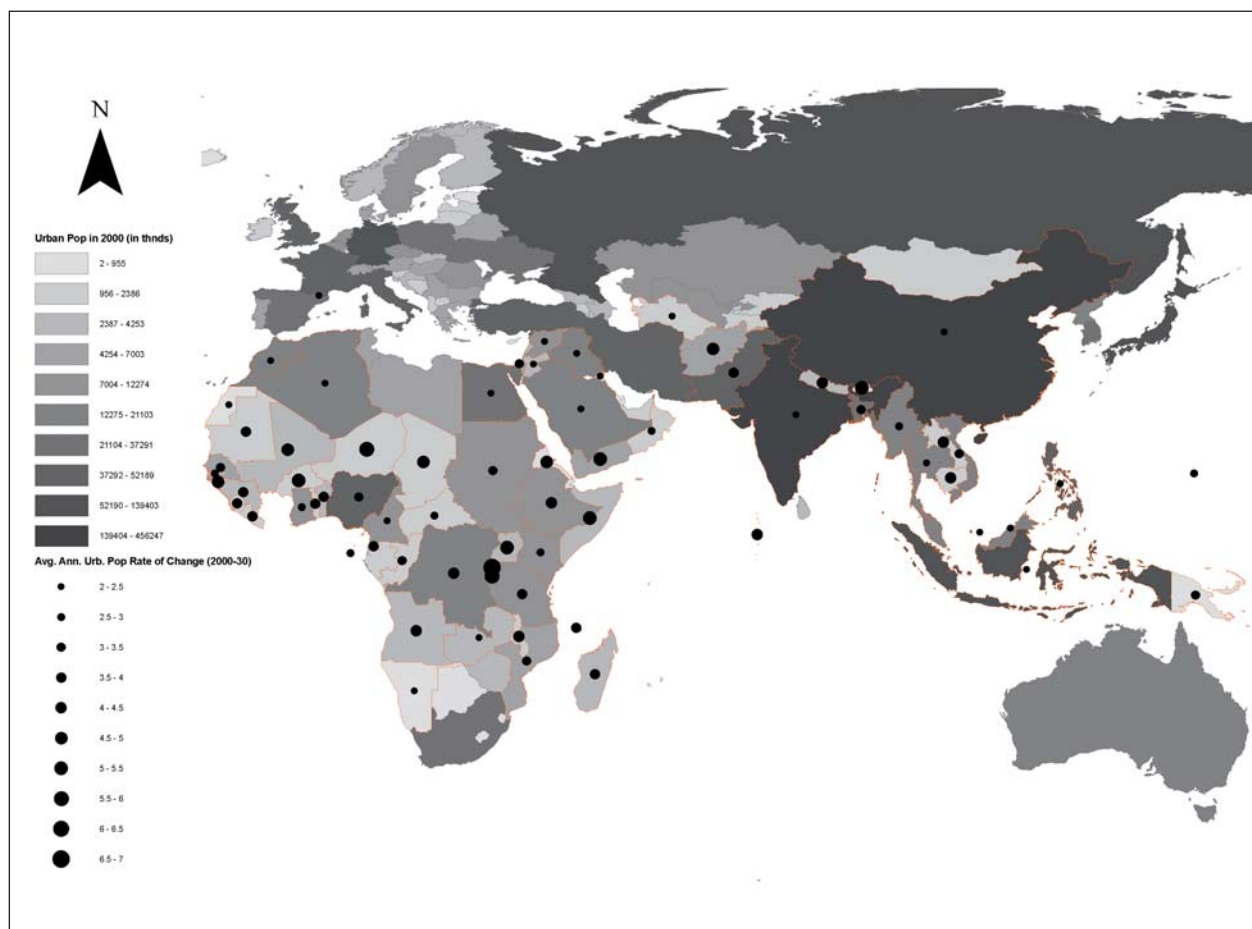 N
Urban Pop in 2000 (in thnds)
2 - 955
956 - 2386
2387 - 4253
4254 - 7003
7004 - 12274
12275 - 21103
21104 - 37291
37292 - 52189
52190 - 139403
139404 - 456247
Avg. Ann. Urb. Pop Rate of Change (2000-30)
2 - 2.5
2.5 - 3
3 - 3.5
3.5 - 4
4 - 4.5
4.5 - 5
5 - 5.5
5.5 - 6
6 - 6.5
6.5 - 7